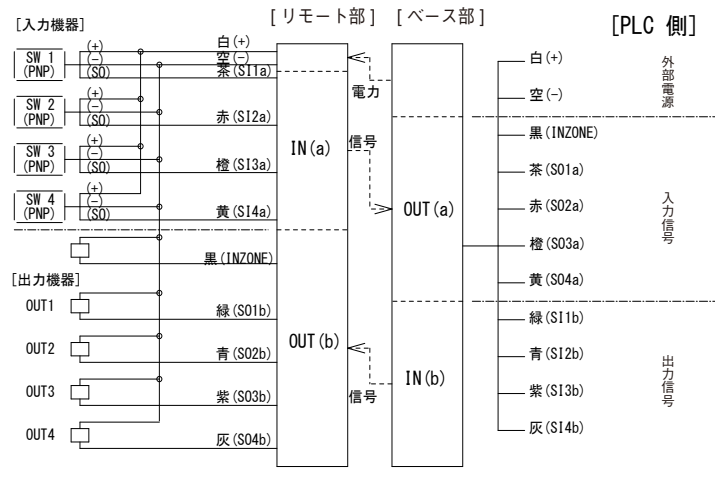 [入力機器]
[リモート部]
[ベース部]
[PLC 側]
SW 1
(PNP)
(+)
(-)
(SO)
白(+)
空(-)
茶(SI1a)
SW 2
(PNP)
(+)
(-)
(SO)
赤(SI2a)
SW 3
(PNP)
(+)
(-)
(SO)
橙(SI3a)
SW 4
(PNP)
(+)
(-)
(SO)
黄(SI4a)
黒(INZONE)
[出力機器]
OUT1
緑(SO1b)
OUT2
青(SO2b)
OUT3
紫(SO3b)
OUT4
灰(SO4b)
IN(a)
OUT(b)
電力
信号
信号
OUT(a)
IN(b)
白(+)
空(-)
黒(INZONE)
茶(SO1a)
赤(SO2a)
橙(SO3a)
黄(SO4a)
緑(SI1b)
青(SI2b)
紫(SI3b)
灰(SI4b)
外部電源
入力信号
出力信号